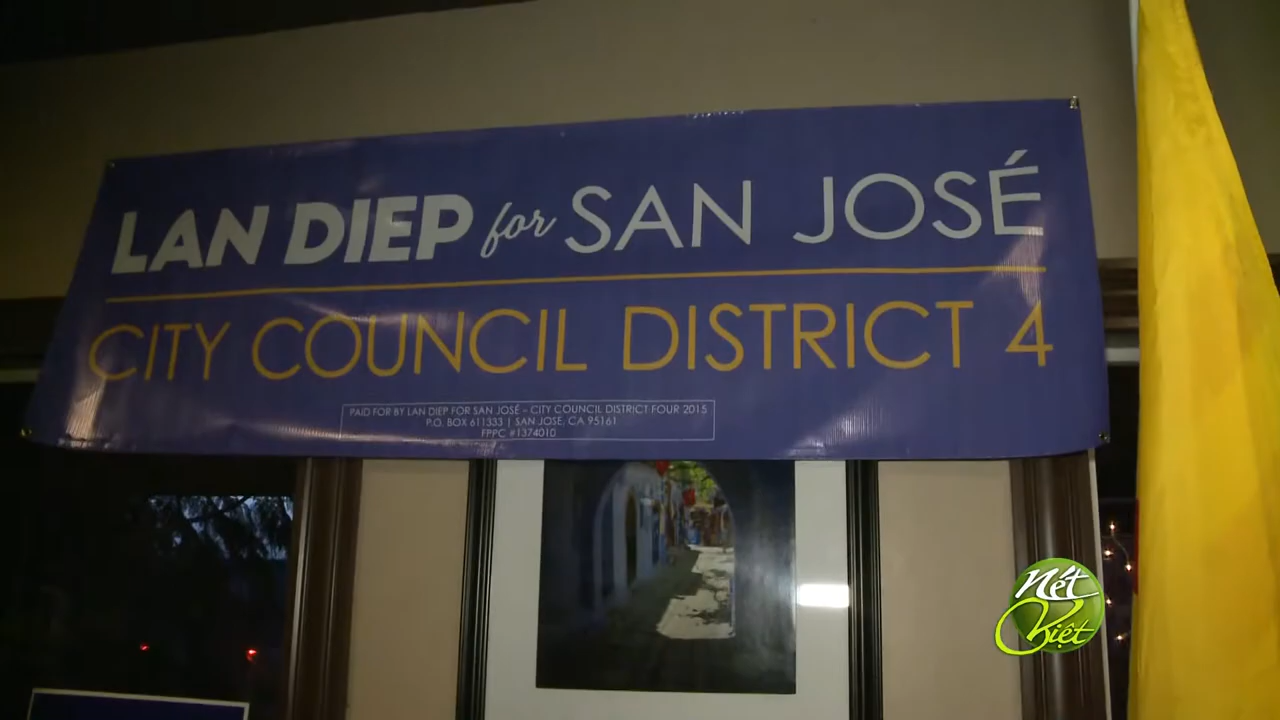 LAN DIEP for SAN JOSÉ
CITY COUNCIL DISTRICT 4
PAID FOR BY LAN DIEP FOR SAN JOSÉ - CITY COUNCIL DISTRICT FOUR 2015
P.O. BOX 611333 | SAN JOSE, CA 95161
FPPC #1374010
Nét
Việt